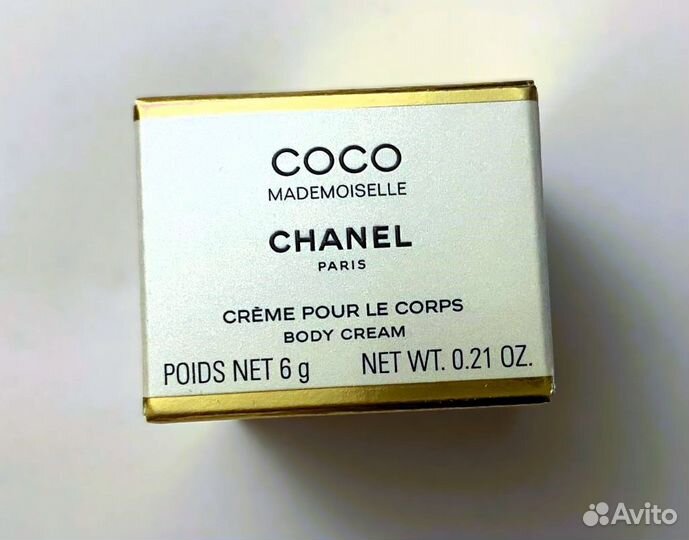 COCO
MADEMOISELLE
CHANEL
PARIS
CRÈME POUR LE CORPS
BODY CREAM
POIDS NET 6 g NET WT. 0.21 OZ.
Avito